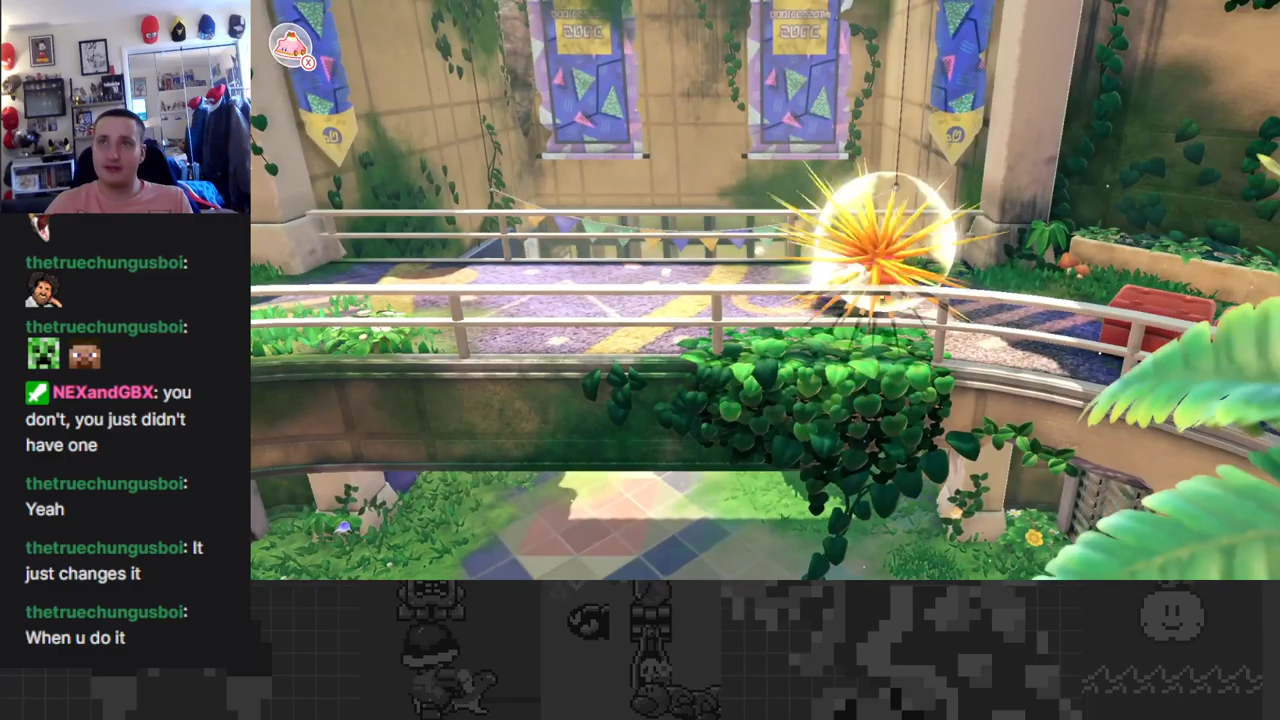 thetruechungusboi:
thetruechungusboi:
NEXandGBX: you
don't, you just didn't
have one
thetruechungusboi:
Yeah
thetruechungusboi: It
just changes it
thetruechungusboi:
When u do it
X